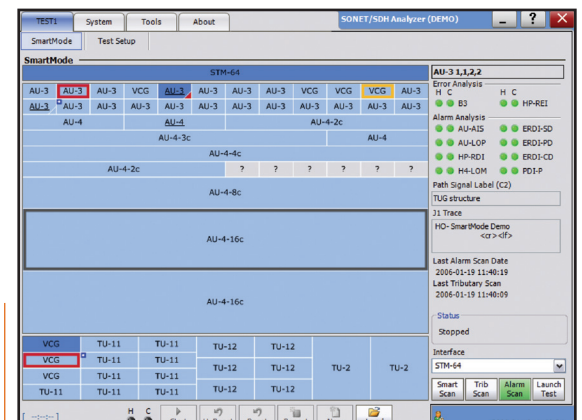 TEST1 System Tools About SONET/SDH Analyzer (DEMO) _ ? X
SmartMode Test Setup
SmartMode
STM-64
AU-3 AU-3 AU-3 VCG AU-3 AU-3 AU-3 AU-3 VCG VCG VCG AU-3
AU-3 AU-3 AU-3 AU-3 AU-3 AU-3 AU-3 AU-3 AU-3 AU-3 AU-3 AU-3
AU-4 AU-4 AU-4-2c
AU-4-3c AU-4
AU-4-4c
AU-4-2c ? ? ? ? ? ?
AU-4-8c
AU-4-16c
AU-4-16c
VCG TU-11 TU-11 TU-12 TU-12 TU-2 TU-2
VCG TU-11 TU-11
VCG TU-11 TU-11 TU-12 TU-12
TU-11 TU-11 TU-11 TU-12 TU-12
H C
AU-3 1,1,2,2
Error Analysis
H C H C
B3 HP-REI
Alarm Analysis
AU-AIS ERDI-SD
AU-LOP ERDI-PD
HP-RDI ERDI-CD
H4-LOM PDI-P
Path Signal Label (C2)
TUG structure
J1 Trace
HO-SmartMode Demo
<cr><lf>
Last Alarm Scan Date
2006-01-19 11:40:19
Last Tributary Scan
2006-01-19 11:40:09
Status
Stopped
Interface
STM-64
Smart Scan Trib Scan Alarm Scan Launch Test